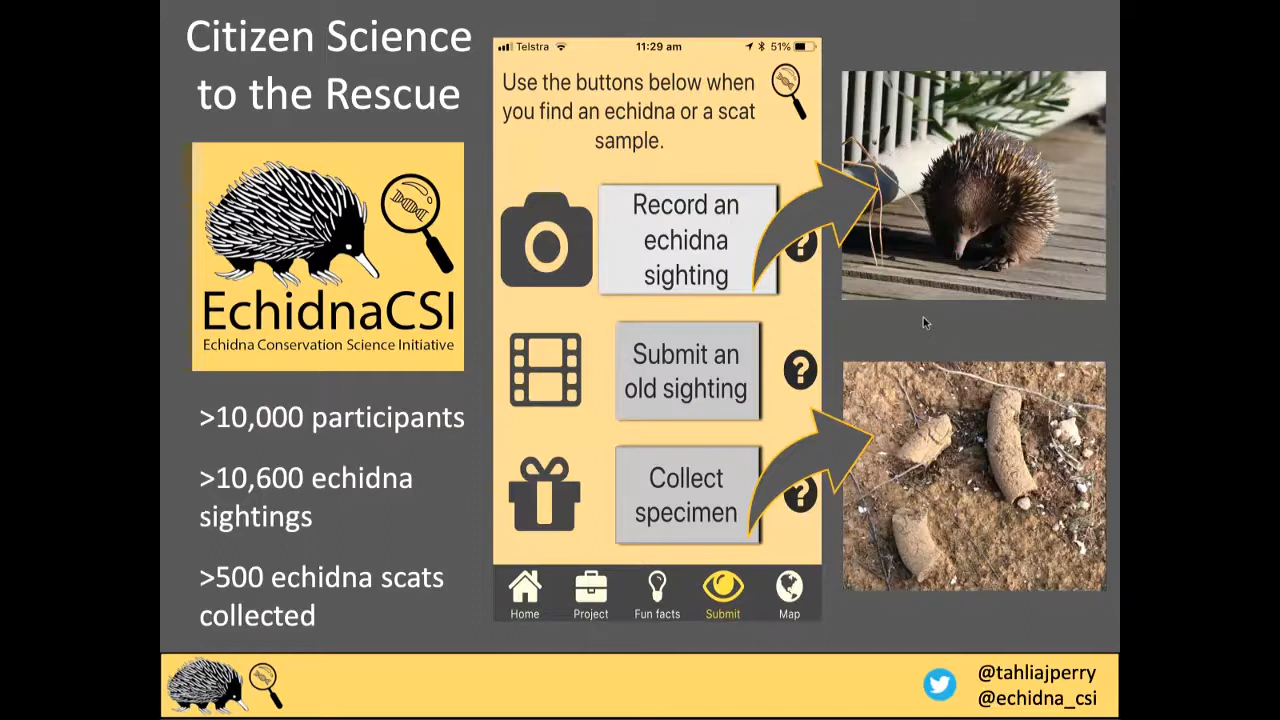 Citizen Science
to the Rescue
EchidnaCSI
Echidna Conservation Science Initiative
>10,000 participants
>10,600 echidna
sightings
>500 echidna scats
collected
Telstra
11:29 am
51%
Use the buttons below when
you find an echidna or a scat
sample.
Record an
echidna
sighting
?
Submit an
old sighting
?
Collect
specimen
?
Home
Project
Fun facts
Submit
Map
@tahliajperry
@echidna_csi